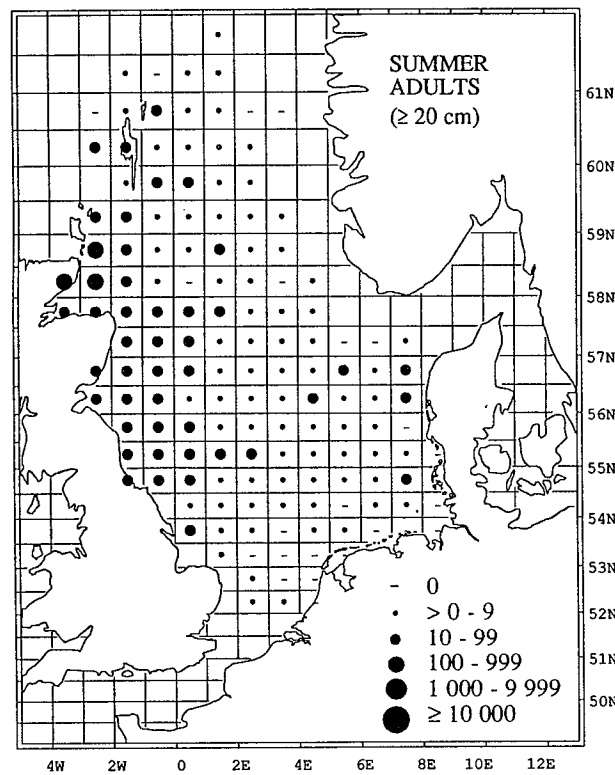 SUMMER
ADULTS
(≥ 20 cm)
61N
60N
59N
58N
57N
56N
55N
54N
53N
52N
51N
50N
- 0
> 0 - 9
10 - 99
100 - 999
1 000 - 9 999
≥ 10 000
4W 2W 0 2E 4E 6E 8E 10E 12E